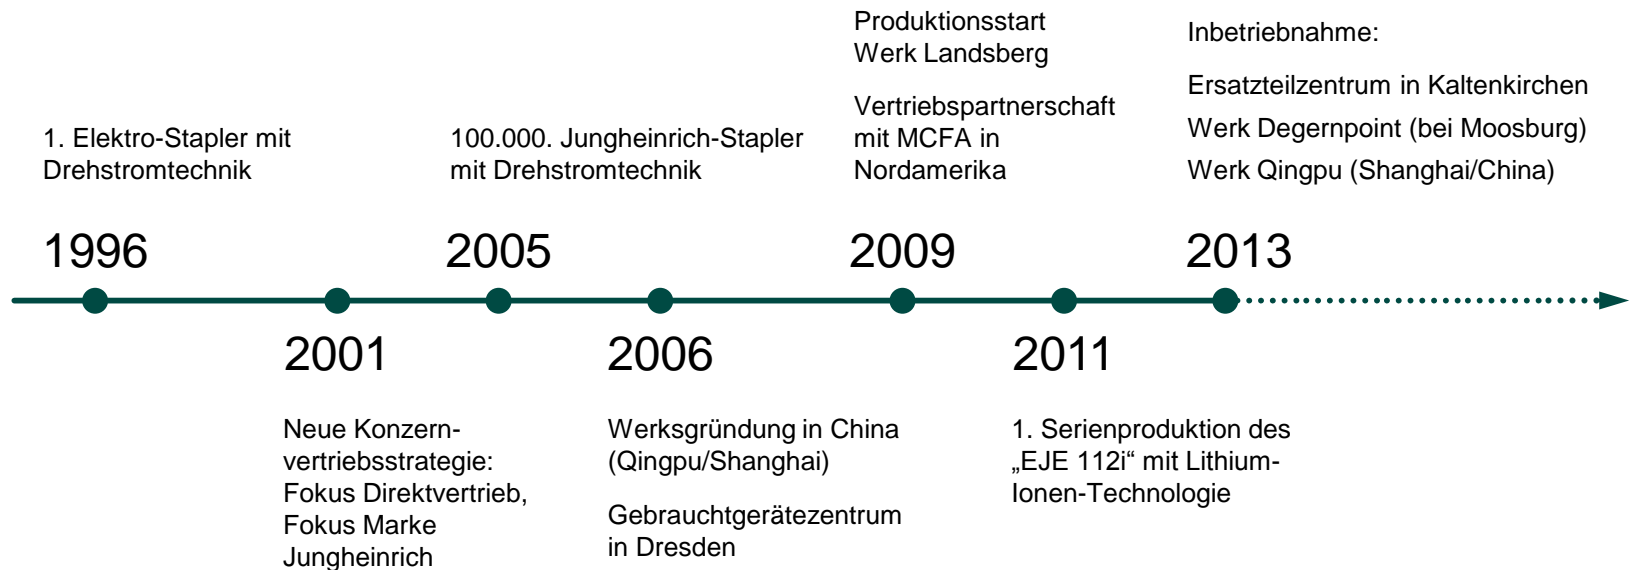 1. Elektro-Stapler mit
Drehstromtechnik
1996
2001
Neue Konzern-
vertriebsstrategie:
Fokus Direktvertrieb,
Fokus Marke
Jungheinrich
100.000. Jungheinrich-Stapler
mit Drehstromtechnik
2005
2006
Werksgründung in China
(Qingpu/Shanghai)
Gebrauchtgerätezentrum
in Dresden
Produktionsstart
Werk Landsberg
Vertriebspartnerschaft
mit MCFA in
Nordamerika
2009
2011
1. Serienproduktion des
„EJE 112i“ mit Lithium-
Ionen-Technologie
Inbetriebnahme:
Ersatzteilzentrum in Kaltenkirchen
Werk Degernpoint (bei Moosburg)
Werk Qingpu (Shanghai/China)
2013